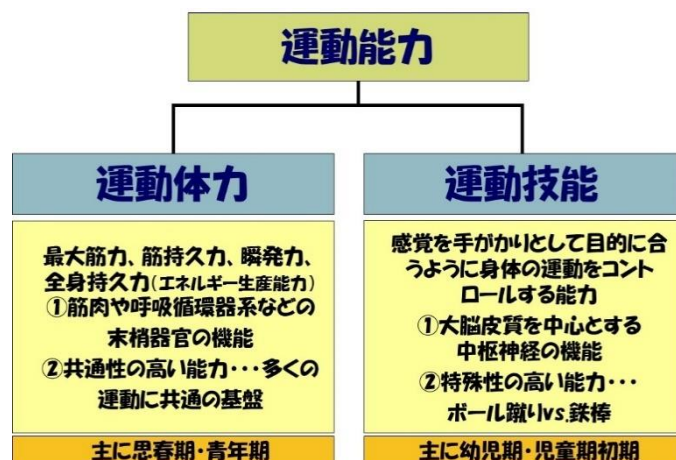 運動能力
運動体力
最大筋力、筋持久力、瞬発力、
全身持久力(エネルギー生産能力)
①筋肉や呼吸循環器系などの
末梢器官の機能
②共通性の高い能力・・・多くの
運動に共通の基盤
主に思春期・青年期
運動技能
感覚を手がかりとして目的に合
うように身体の運動をコント
ロールする能力
①大脳皮質を中心とする
中枢神経の機能
②特殊性の高い能力・・・
ボール蹴りvs.鉄棒
主に幼児期・児童期初期